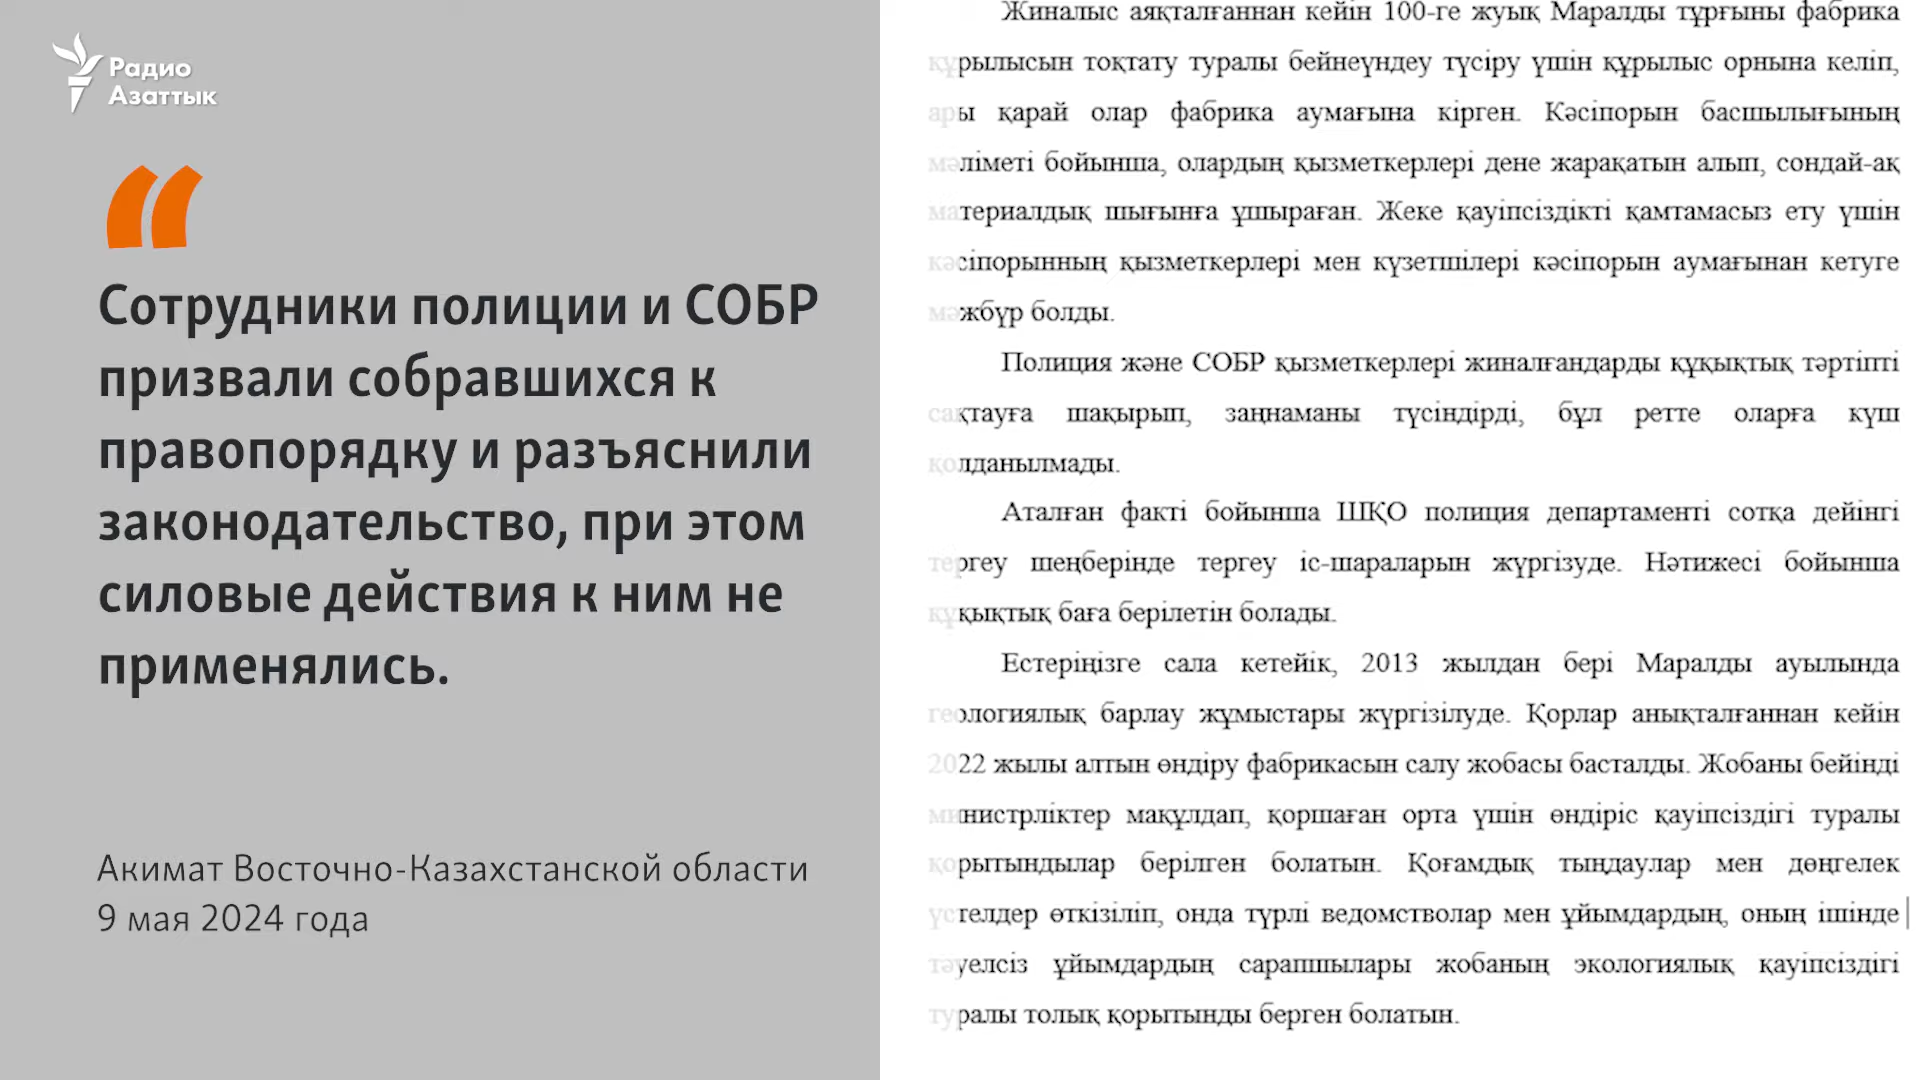 Радио
Азаттык
Сотрудники полиции и СОБР
призвали собравшихся к
правопорядку и разъяснили
законодательство, при этом
силовые действия к ним не
применялись.
Акимат Восточно-Казахстанской области
9 мая 2024 года
Жиналыс аяқталғаннан кейін 100-ге жуық Маралды тұрғыны фабрика
құрылысын тоқтату туралы бейнеүндеу түсіру үшін құрылыс орнына келіп,
ары қарай олар фабрика аумағына кірген. Кәсіпорын басшылығының
мәліметі бойынша, олардың қызметкерлері дене жарақатын алып, сондай-ақ
материалдық шығынға ұшыраған. Жеке қауіпсіздікті қамтамасыз ету үшін
кәсіпорынның қызметкерлері мен күзетшілері кәсіпорын аумағынан кетуге
мәжбүр болды.
Полиция және СОБР қызметкерлері жиналғандарды құқықтық тәртіпті
сақтауға шақырып, заңнаманы түсіндірді, бұл ретте оларға күш
қолданылмады.
Аталған факті бойынша ШҚО полиция департаменті сотқа дейінгі
тергеу шеңберінде тергеу іс-шараларын жүргізуде. Нәтижесі бойынша
құқықтық баға берілетін болады.
Естеріңізге сала кетейік, 2013 жылдан бері Маралды ауылында
геологиялық барлау жұмыстары жүргізілуде. Қорлар анықталғаннан кейін
2022 жылы алтын өндіру фабрикасын салу жобасы басталды. Жобаны бейінді
министрліктер мақұлдап, қоршаған орта үшін өндіріс қауіпсіздігі туралы
қорытындылар берілген болатын. Қоғамдық тыңдаулар мен дөңгелек
үстелдер өткізіліп, онда түрлі ведомстволар мен ұйымдардың, оның ішінде
тәуелсіз ұйымдардың сарапшылары жобаның экологиялық қауіпсіздігі
туралы толық қорытынды берген болатын.